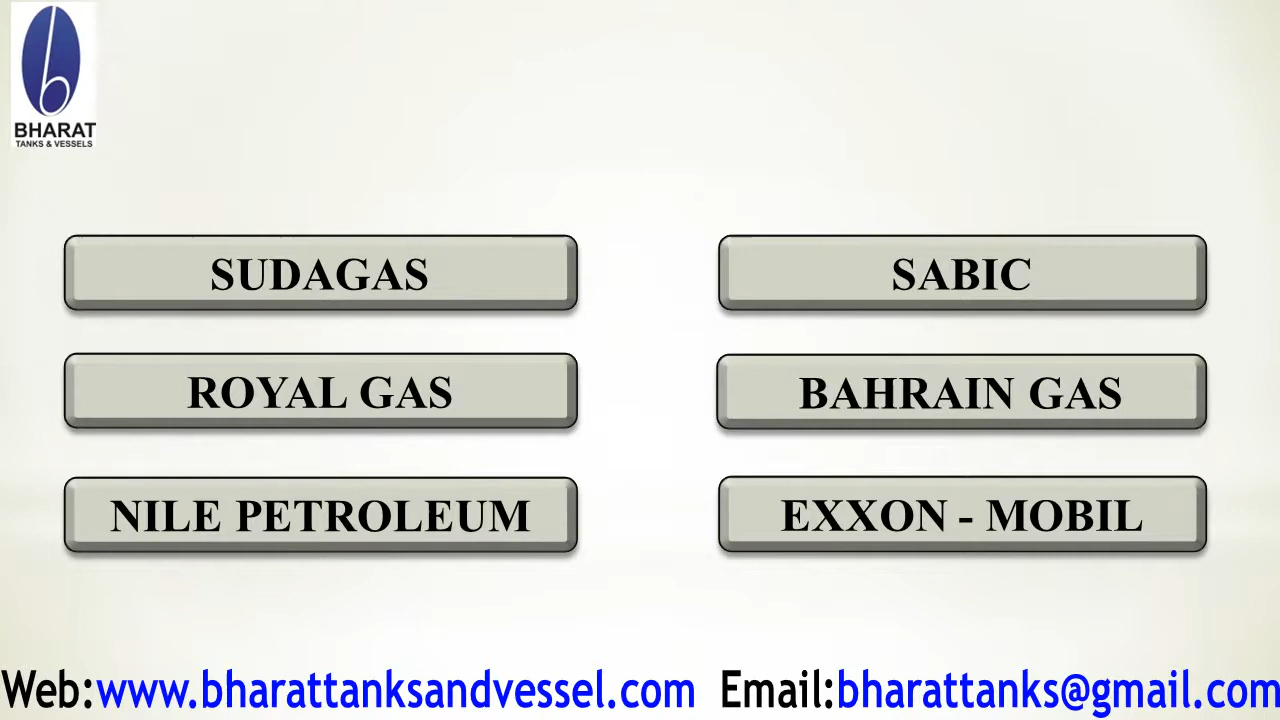 BHARAT
TANKS & VESSELS
SUDAGAS
SABIC
ROYAL GAS
BAHRAIN GAS
NILE PETROLEUM
EXXON - MOBIL
Web:www.bharattanksandvessel.com Email:bharattanks@gmail.com